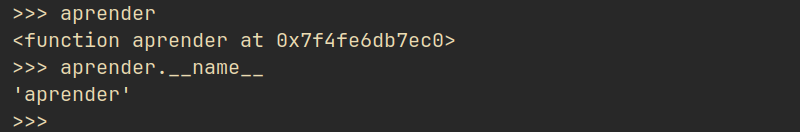 >>> aprender
<function aprender at 0x7f4fe6db7ec0>
>>> aprender.__name__
'aprender'
>>>